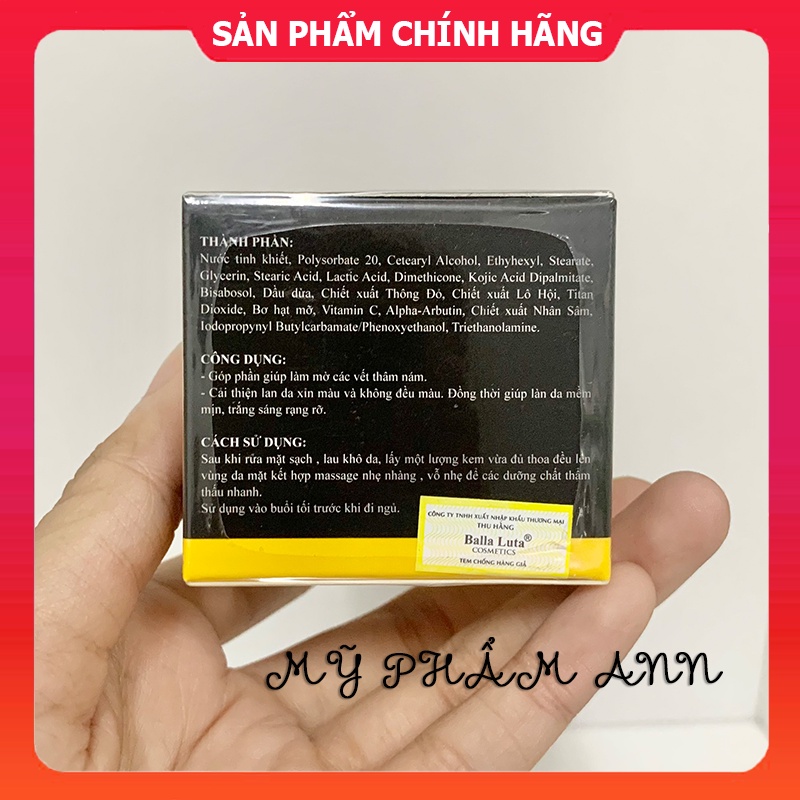 SẢN PHẨM CHÍNH HÃNG
THÀNH PHẦN:
Nước tinh khiết, Polysorbate 20, Cetearyl Alcohol, Ethyhexyl, Stearate,
Glycerin, Stearic Acid, Lactic Acid, Dimethicone, Kojic Acid Dipalmitate,
Bisabosol, Dầu dừa, Chiết xuất Thông Đỏ, Chiết xuất Lô Hội, Titan
Dioxide, Bơ hạt mỡ, Vitamin C, Alpha-Arbutin, Chiết xuất Nhân Sâm,
Iodopropynyl Butylcarbamate/Phenoxyethanol, Triethanolamine.
CÔNG DỤNG:
- Góp phần giúp làm mờ các vết thâm nám.
- Cải thiện lan da xỉn màu và không đều màu. Đồng thời giúp làn da mềm
mịn, trắng sáng rạng rỡ.
CÁCH SỬ DỤNG:
Sau khi rửa mặt sạch , lau khô da, lấy một lượng kem vừa đủ thoa đều lên
vùng da mặt kết hợp massage nhẹ nhàng , vỗ nhẹ để các dưỡng chất thẩm
thấu nhanh.
Sử dụng vào buổi tối trước khi đi ngủ.
CÔNG TY TNHH XUẤT NHẬP KHẨU THƯƠNG MẠI
THU HẰNG
Balla Luta®
COSMETICS
TEM CHỐNG HÀNG GIẢ
MỸ PHẨM ANN